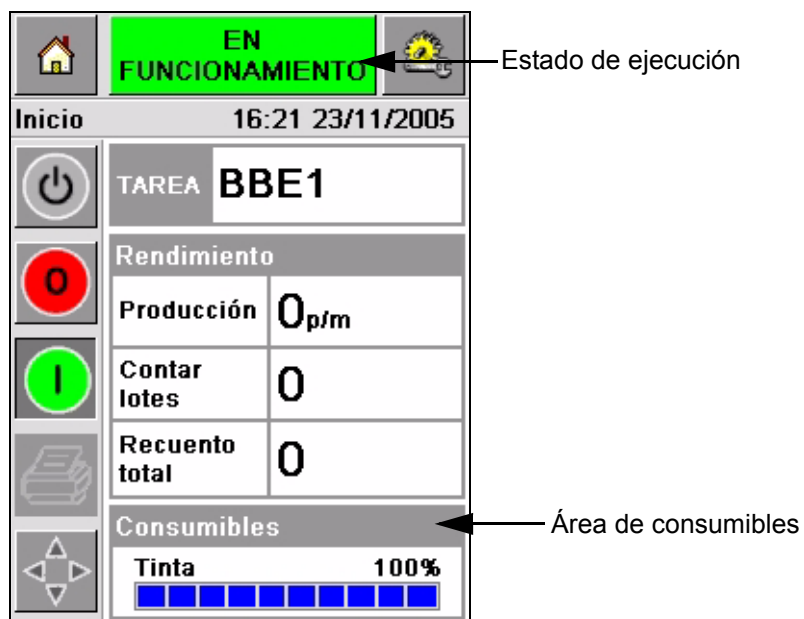 EN
FUNCIONAMIENTO
Estado de ejecución
Inicio 16:21 23/11/2005
TAREA BBE1
Rendimiento
0
Producción 0p/m
I
Contar
lotes 0
Recuento
total 0
Consumibles
Área de consumibles
Tinta 100%